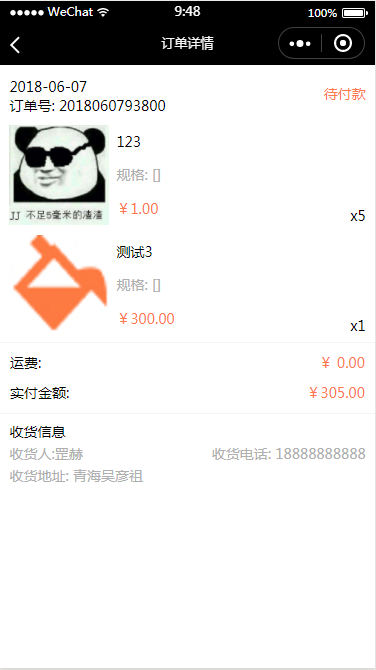 WeChat 9:48 100%
订单详情
2018-06-07
待付款
订单号: 2018060793800
123
规格: []
￥1.00
x5
JJ 不足5毫米的渣渣
测试3
规格: []
￥300.00
x1
运费: ￥ 0.00
实付金额: ￥305.00
收货信息
收货人:罡赫 收货电话: 18888888888
收货地址: 青海吴彦祖